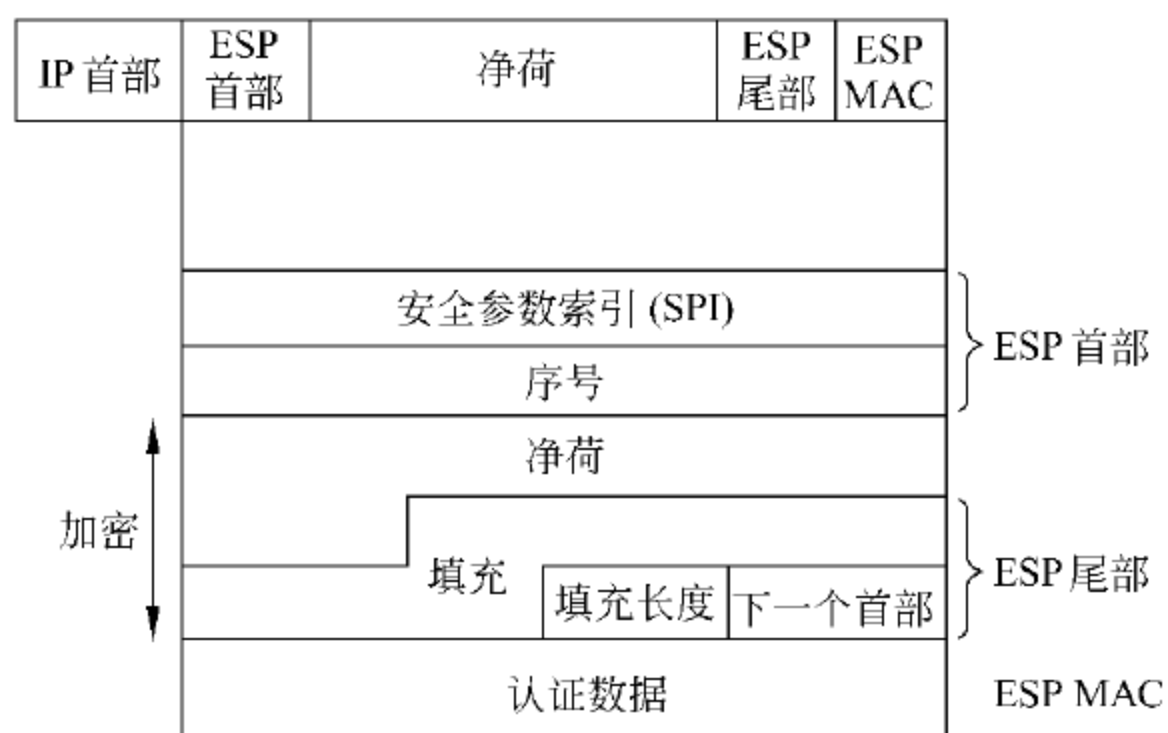 IP 首部
ESP
首部
净荷
ESP
尾部
ESP
MAC
安全参数索引 (SPI)
ESP 首部
序号
净荷
加密
填充
填充长度
下一个首部
ESP 尾部
认证数据
ESP MAC